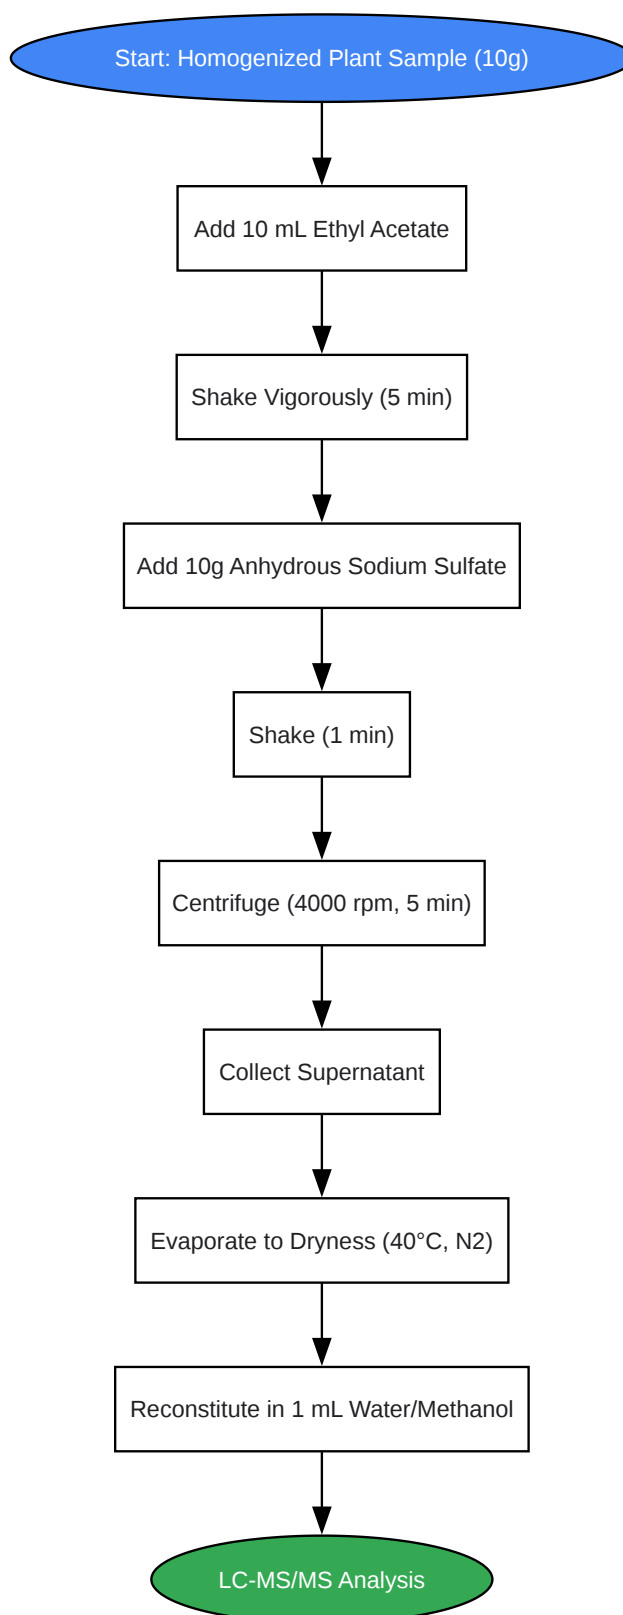 Start: Homogenized Plant Sample (10g)
Add 10 mL Ethyl Acetate
Shake Vigorously (5 min)
Add 10g Anhydrous Sodium Sulfate
Shake (1 min)
Centrifuge (4000 rpm, 5 min)
Collect Supernatant
Evaporate to Dryness (40°C, N2)
Reconstitute in 1 mL Water/Methanol
LC-MS/MS Analysis